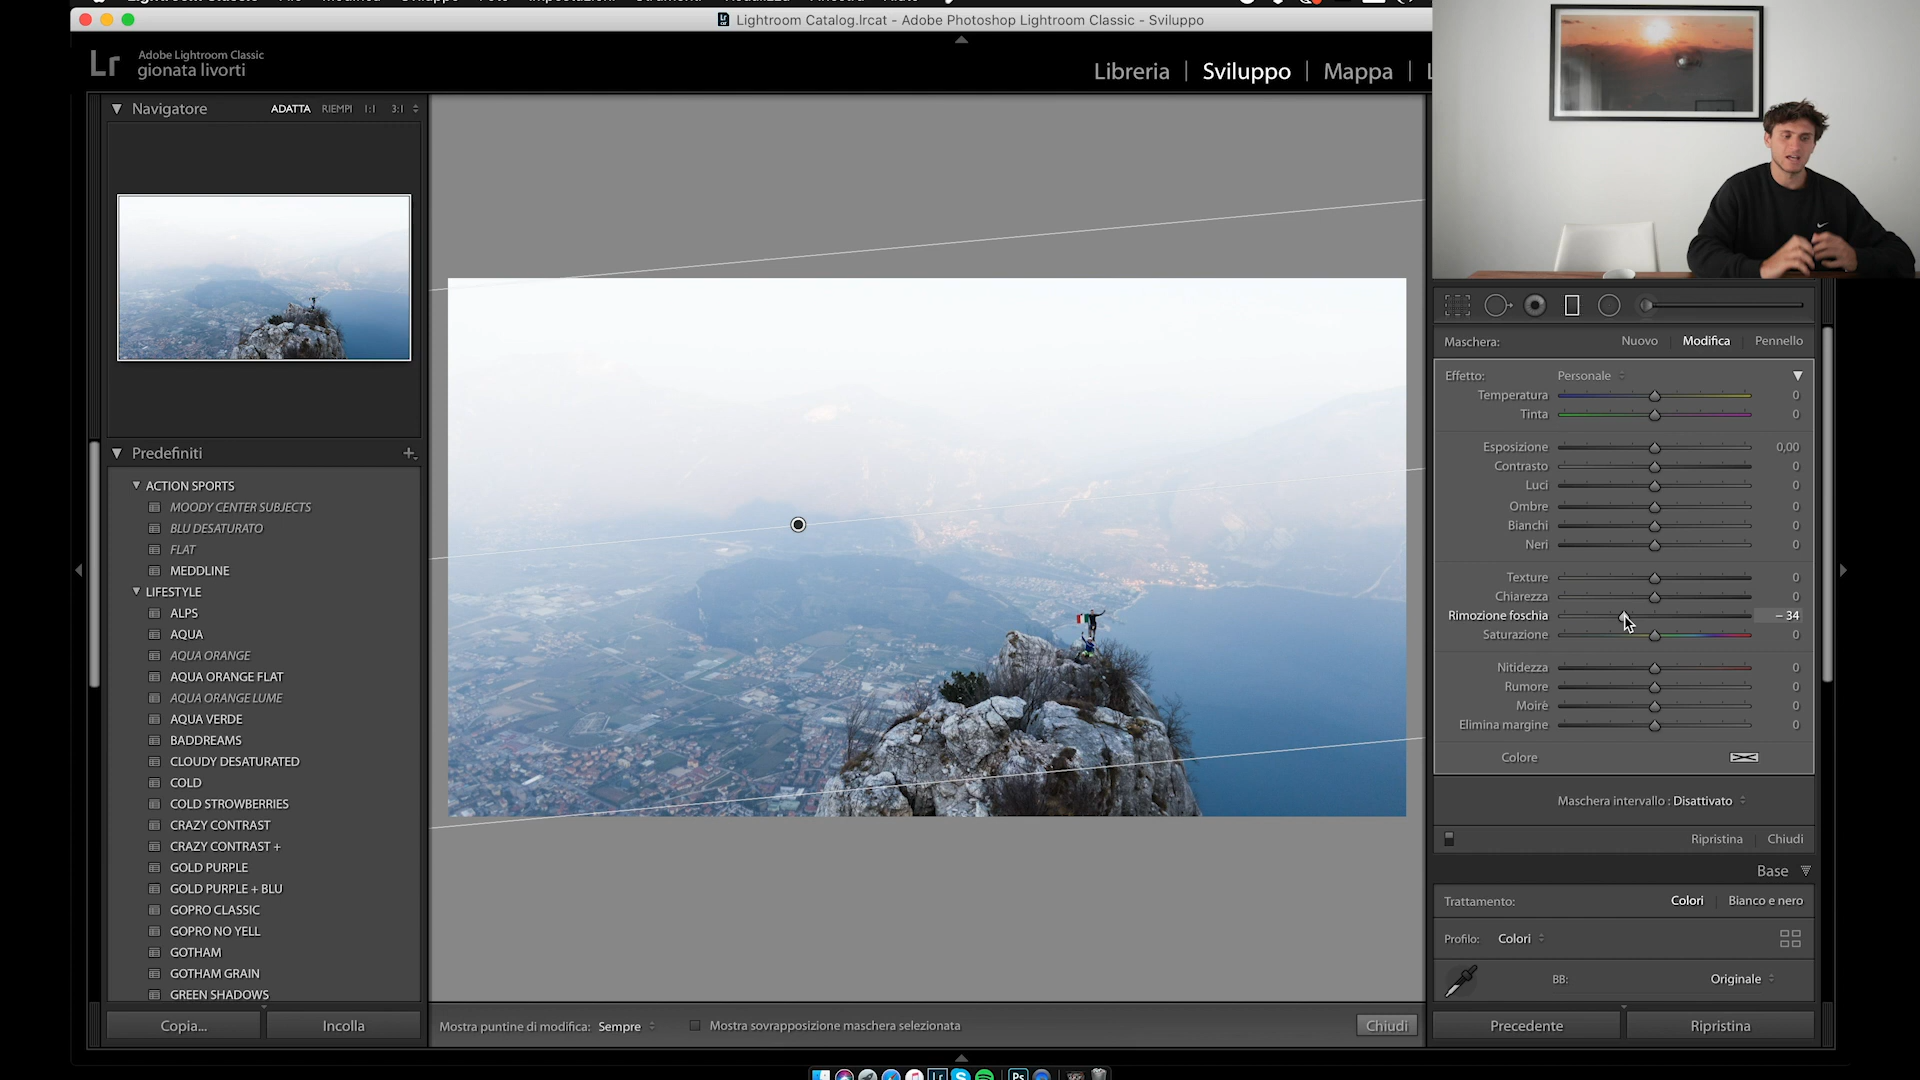 Lightroom Catalog.lrcat - Adobe Photoshop Lightroom Classic - Sviluppo
Lr
Adobe Lightroom Classic
gionata livorti
Libreria | Sviluppo | Mappa |
Navigatore ADATTA RIEMPI 1:1 3:1
Predefiniti
ACTION SPORTS
MOODY CENTER SUBJECTS
BLU DESATURATO
FLAT
MEDDLINE
LIFESTYLE
ALPS
AQUA
AQUA ORANGE
AQUA ORANGE FLAT
AQUA ORANGE LUME
AQUA VERDE
BADDREAMS
CLOUDY DESATURATED
COLD
COLD STROWBERRIES
CRAZY CONTRAST
CRAZY CONTRAST +
GOLD PURPLE
GOLD PURPLE + BLU
GOPRO CLASSIC
GOPRO NO YELL
GOTHAM
GOTHAM GRAIN
GREEN SHADOWS
Copia... Incolla
Mostra puntine di modifica: Sempre Mostra sovrapposizione maschera selezionata Chiudi
Maschera: Nuovo Modifica Pennello
Effetto: Personale
Temperatura 0
Tinta 0
Esposizione 0,00
Contrasto 0
Luci 0
Ombre 0
Bianchi 0
Neri 0
Texture 0
Chiarezza 0
Rimozione foschia – 34
Saturazione 0
Nitidezza 0
Rumore 0
Moirè 0
Elimina margine 0
Colore
Maschera intervallo : Disattivato
Ripristina Chiudi
Base
Trattamento: Colori Bianco e nero
Profilo: Colori
BB: Originale
Precedente Ripristina
Lr
Ps